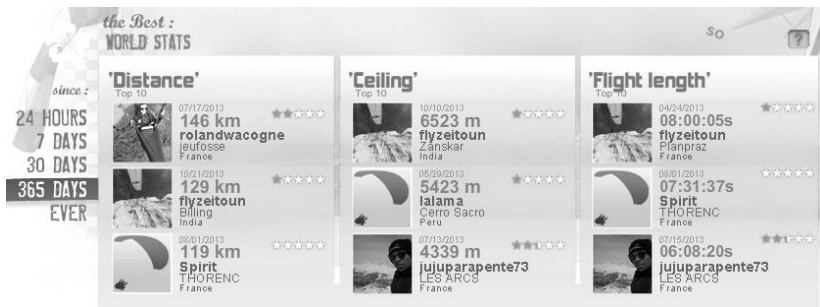 the Best :
WORLD STATS
so
?
since :
24 HOURS
7 DAYS
30 DAYS
365 DAYS
EVER
'Distance'
Top 10
07/17/2013
146 km
rolandwacogne
jeufosse
France
10/21/2013
129 km
flyzeitoun
Billing
India
08/01/2013
119 km
Spirit
THORENC
France
'Ceiling'
Top 10
10/10/2013
6523 m
flyzeitoun
Zanskar
India
05/29/2013
5423 m
lalama
Cerro Sacro
Peru
07/13/2013
4339 m
jujuparapente73
LES ARCS
France
'Flight length'
Top 10
04/24/2013
08:00:05s
flyzeitoun
Planpraz
France
08/01/2013
07:31:37s
Spirit
THORENC
France
07/15/2013
06:08:20s
jujuparapente73
LES ARCS
France